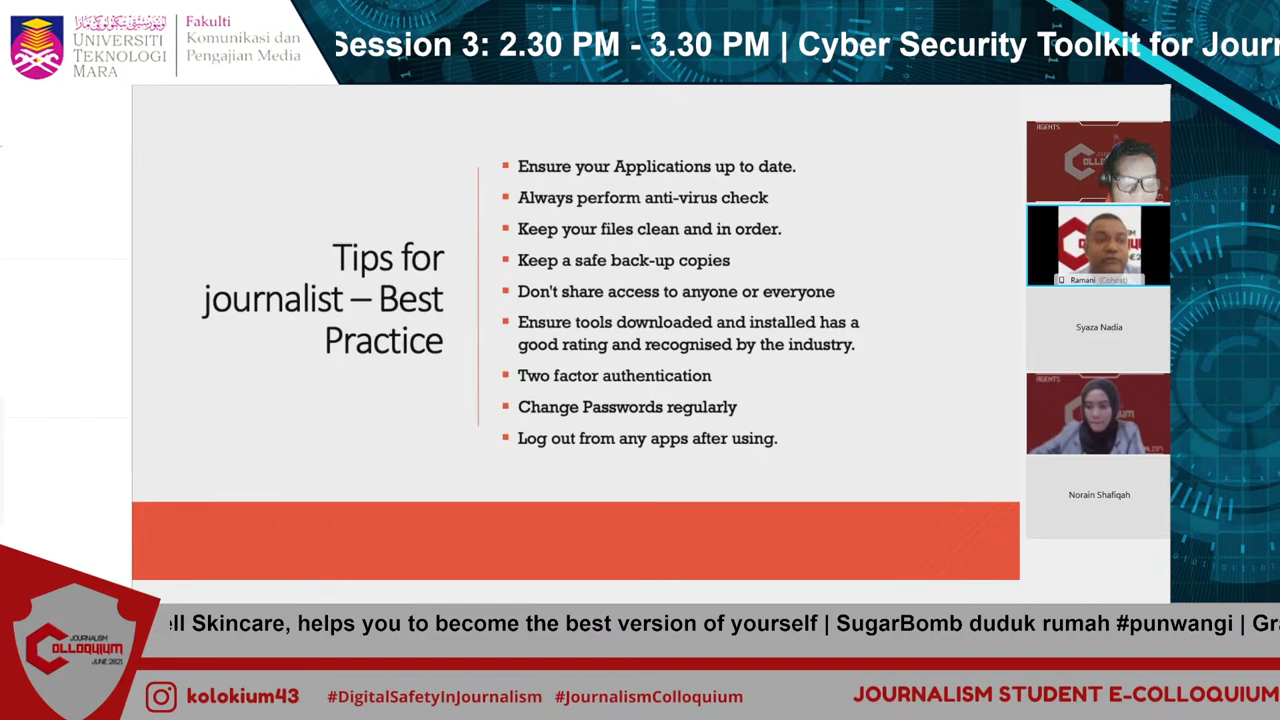 UNIVERSITI
TEKNOLOGI
MARA
Fakulti
Komunikasi dan
Pengajian Media
Session 3: 2.30 PM - 3.30 PM | Cyber Security Toolkit for Jour
Tips for
journalist – Best
Practice
Ensure your Applications up to date.
Always perform anti-virus check
Keep your files clean and in order.
Keep a safe back-up copies
Don't share access to anyone or everyone
Ensure tools downloaded and installed has a
good rating and recognised by the industry.
Two factor authentication
Change Passwords regularly
Log out from any apps after using.
AGENTS
Ramani (Cohost)
Syaza Nadia
AGENTS
Norain Shafiqah
JOURNALISM
COLLOQUIUM
JUNE 2021
ell Skincare, helps you to become the best version of yourself | SugarBomb duduk rumah #punwangi | Gra
kolokium43
#DigitalSafetyInJournalism #JournalismColloquium
JOURNALISM STUDENT E-COLLOQUIUM